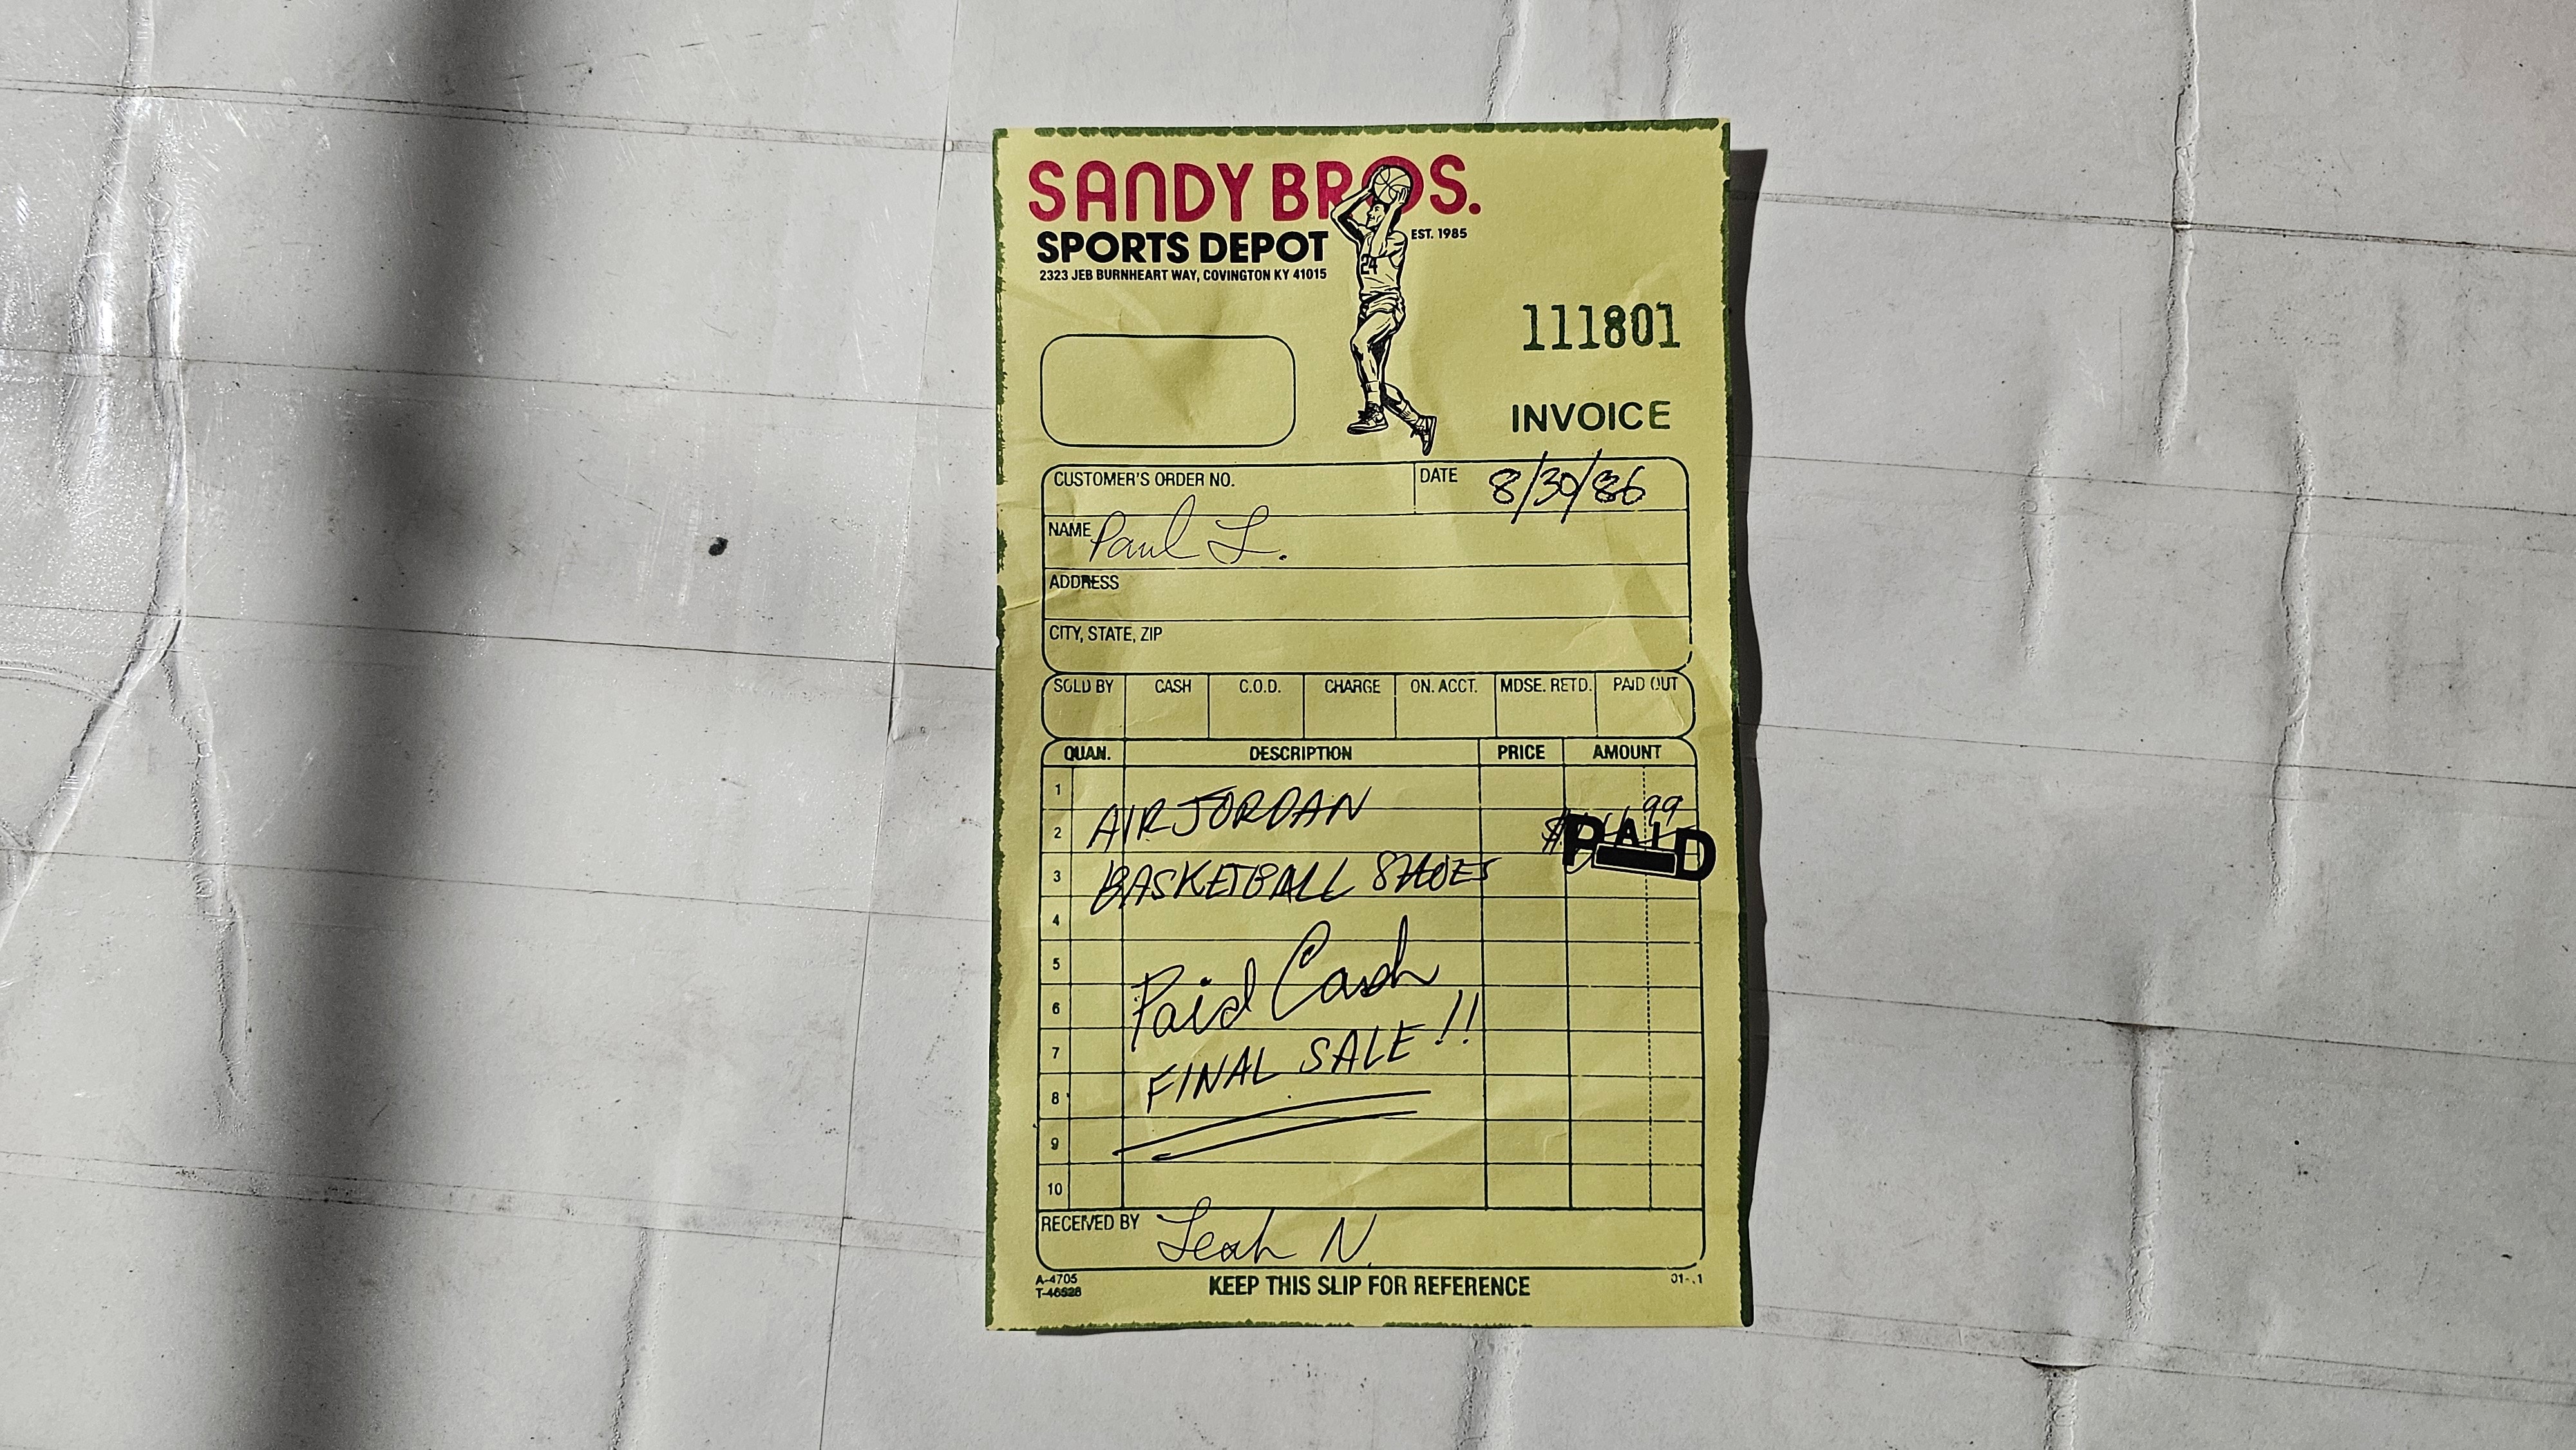 SANDY BROS.
SPORTS DEPOT
EST. 1985
2323 JEB BURNHEART WAY, COVINGTON KY 41015
24
111801
INVOICE
CUSTOMER'S ORDER NO.
DATE 8/30/86
NAME Paul L.
ADDRESS
CITY, STATE, ZIP
SOLD BY CASH C.O.D. CHARGE ON. ACCT. MDSE. RETD. PAID OUT
QUAN. DESCRIPTION PRICE AMOUNT
1
2 AIR JORDAN 99
PAID
3 BASKETBALL SHOES
4
5
6 Paid Cash
7 FINAL SALE!!
8
9
10
RECEIVED BY Leah N.
A-4705
T-46528
KEEP THIS SLIP FOR REFERENCE